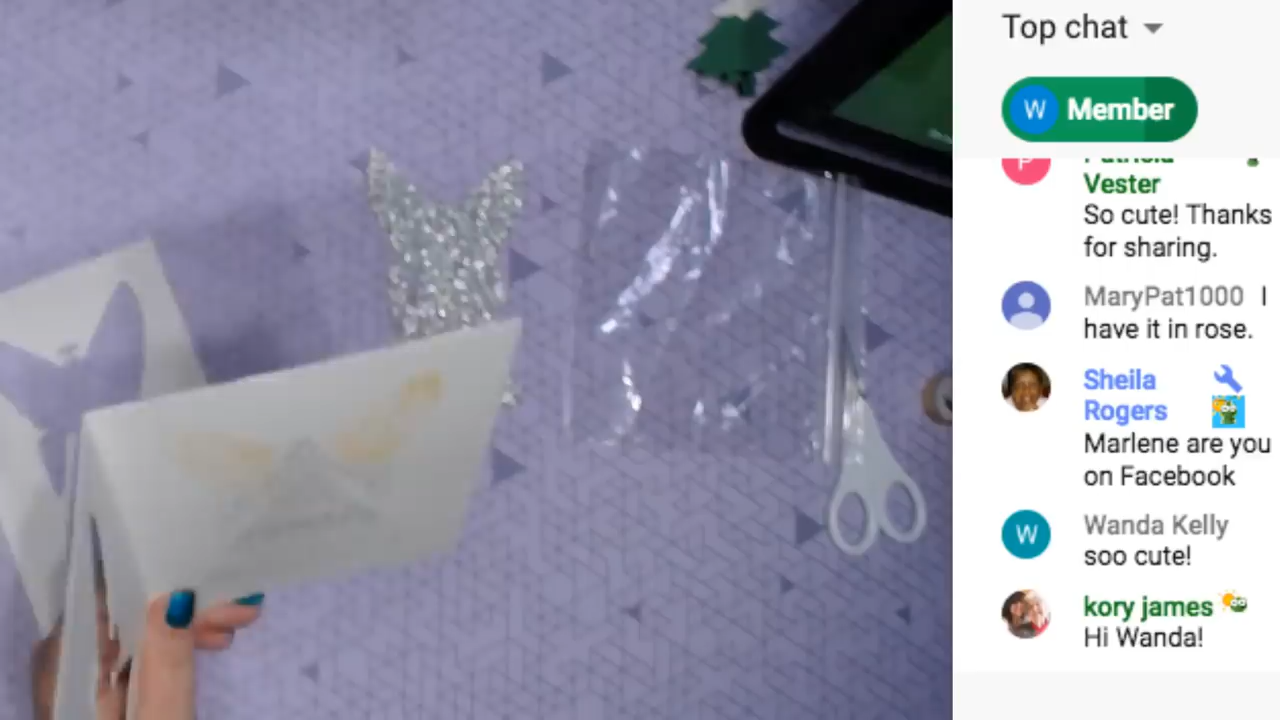 Top chat
W Member
Vester
So cute! Thanks
for sharing.
MaryPat1000 I
have it in rose.
Sheila
Rogers
Marlene are you
on Facebook
W Wanda Kelly
soo cute!
kory james
Hi Wanda!